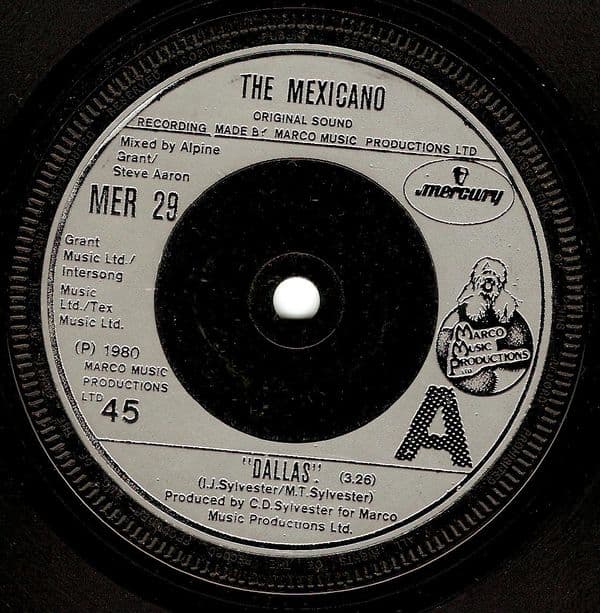 THE MEXICANO
ORIGINAL SOUND
RECORDING MADE BY MARCO MUSIC PRODUCTIONS LTD
Mixed by Alpine
Grant/
Steve Aaron
mercury
MER 29
Grant
Music Ltd./
Intersong
Music
Ltd./Tex
Music Ltd.
(P) 1980
MARCO MUSIC
PRODUCTIONS
LTD
45
MARCO
MUSIC
PRODUCTIONS
LTD
A
"DALLAS". (3.26)
(I.J.Sylvester/M.T.Sylvester)
Produced by C.D.Sylvester for Marco
Music Productions Ltd.